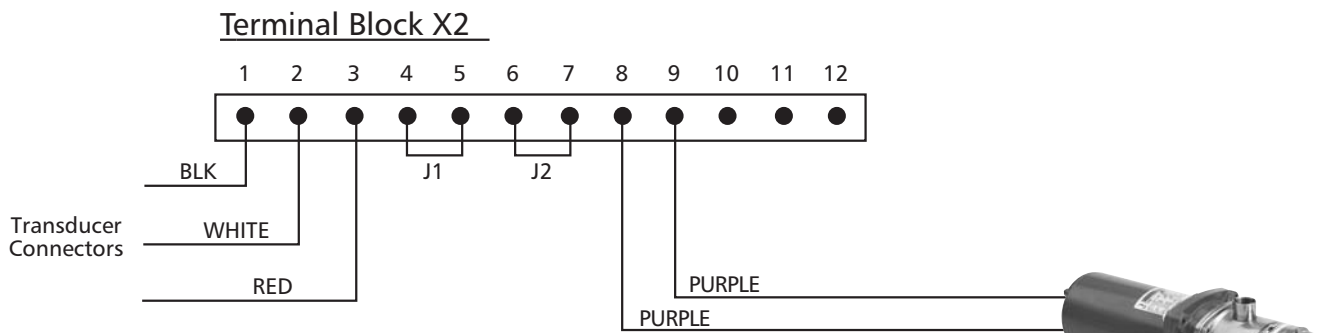 Terminal Block X2
1 2 3 4 5 6 7 8 9 10 11 12
J1 J2
BLK
Transducer
Connectors
WHITE
RED
PURPLE
PURPLE